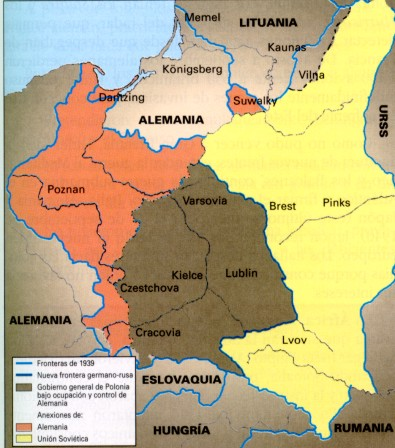 Memel
LITUANIA
Kaunas
Königsberg
Vilna
Dantzing
Suwalky
ALEMANIA
URSS
Poznan
Varsovia
Brest
Pinks
Kielce
Lublin
Czestchova
ALEMANIA
Cracovia
Lvov
ESLOVAQUIA
HUNGRÍA
RUMANIA
Fronteras de 1939
Nueva frontera germano-rusa
Gobierno general de Polonia
bajo ocupación y control de
Alemania
Anexiones de:
Alemania
Unión Soviética